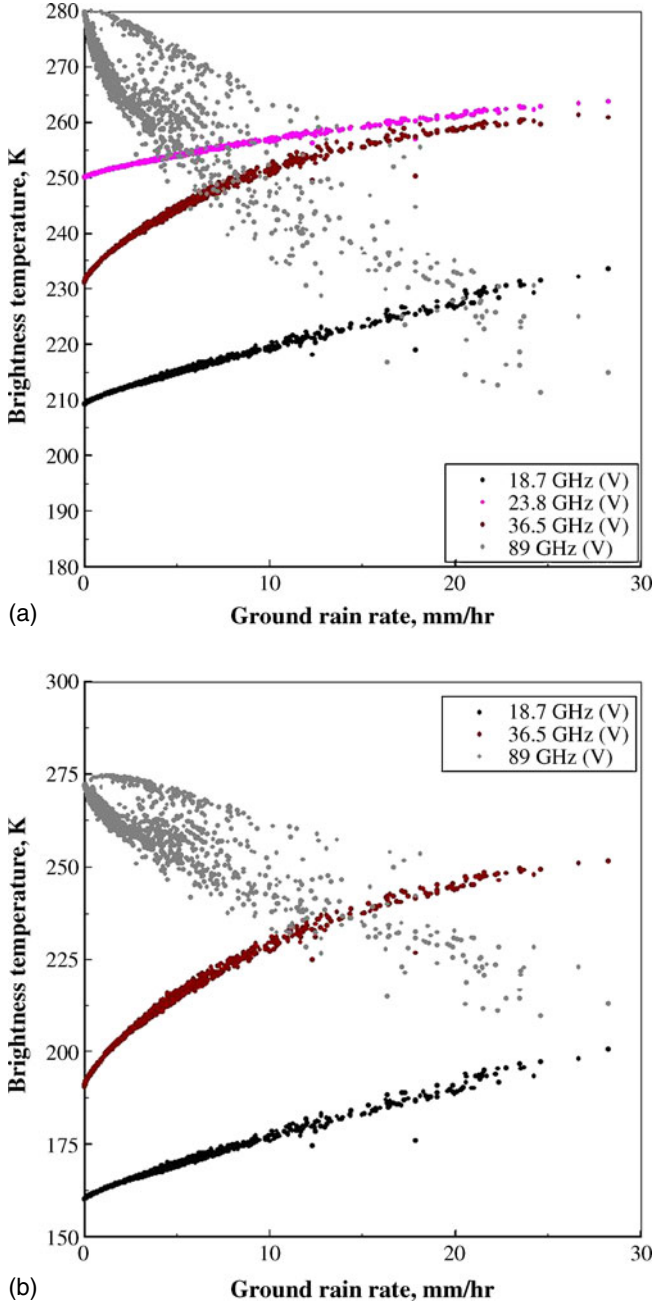 280
270
260
250
240
230
220
210
200
190
180
Brightness temperature, K
18.7 GHz (V)
23.8 GHz (V)
36.5 GHz (V)
89 GHz (V)
0
10
20
30
(a)
Ground rain rate, mm/hr
300
275
250
225
200
175
150
Brightness temperature, K
18.7 GHz (V)
36.5 GHz (V)
89 GHz (V)
0
10
20
30
(b)
Ground rain rate, mm/hr